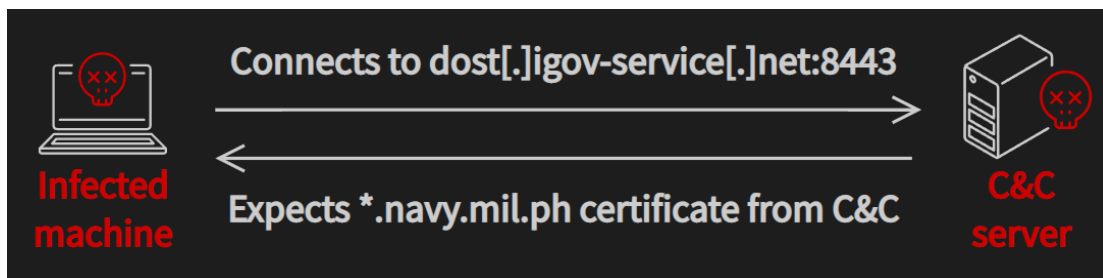 Connects to dost[.]igov-service[.]net:8443
Expects *.navy.mil.ph certificate from C&C
Infected
machine
C&C
server